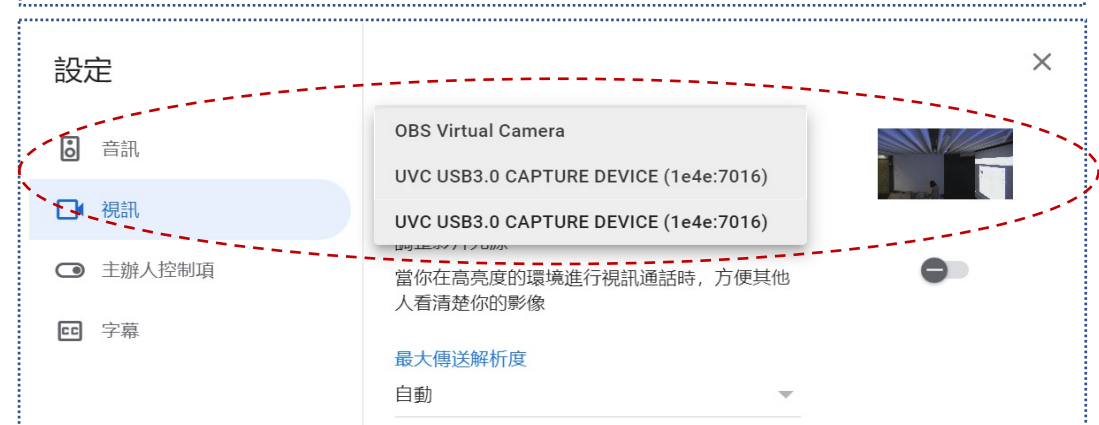 設定
音訊
視訊
主辦人控制項
CC 字幕
OBS Virtual Camera
UVC USB3.0 CAPTURE DEVICE (1e4e:7016)
UVC USB3.0 CAPTURE DEVICE (1e4e:7016)
當你在高亮度的環境進行視訊通話時，方便其他
人看清楚你的影像
最大傳送解析度
自動